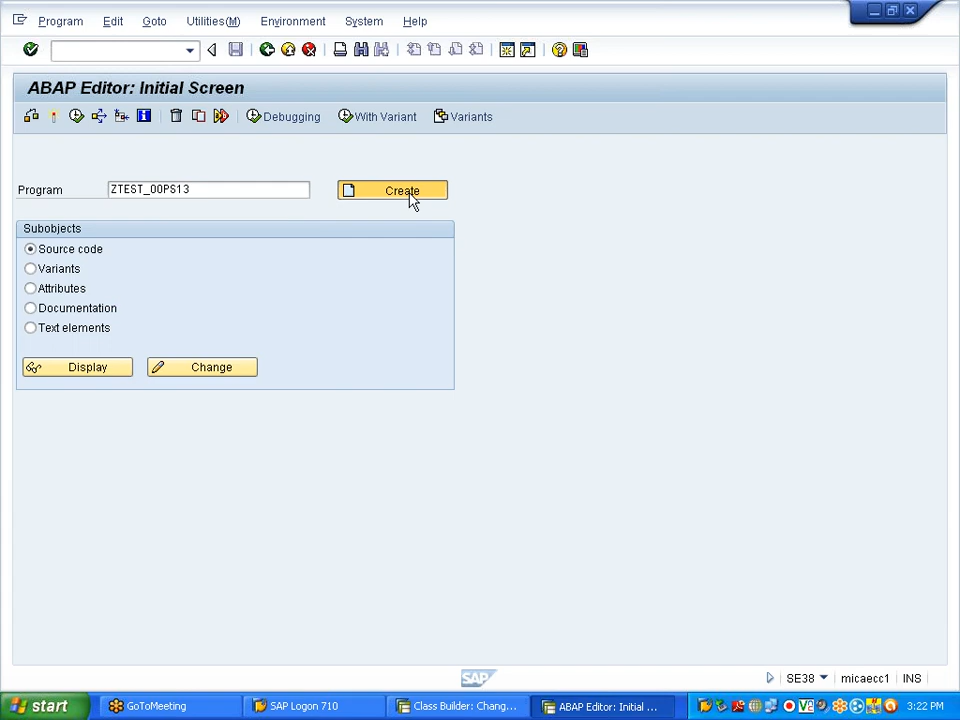 Program Edit Goto Utilities(M) Environment System Help
ABAP Editor: Initial Screen
Debugging With Variant Variants
Program ZTEST_OOPS13 Create
Subobjects
Source code
Variants
Attributes
Documentation
Text elements
Display Change
SAP SE38 micaecc1 INS
start GoToMeeting SAP Logon 710 Class Builder: Chang... ABAP Editor: Initial ... 3:22 PM